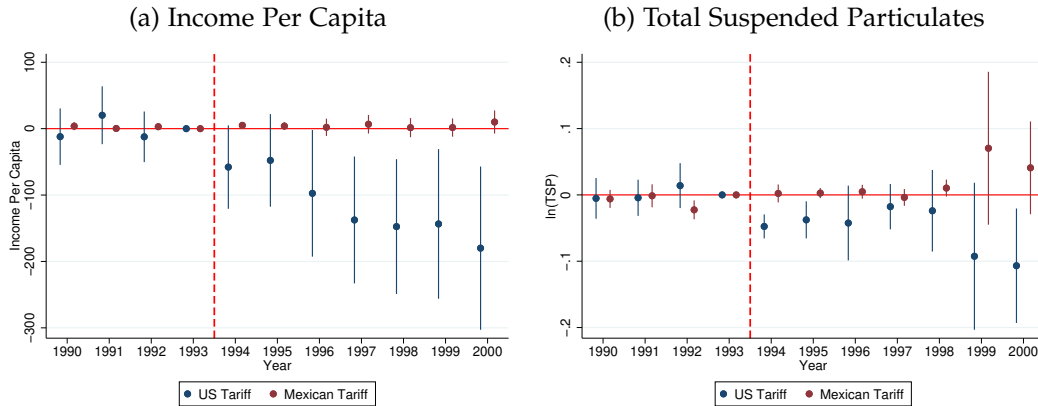 (a) Income Per Capita
Income Per Capita
100
0
-100
-200
-300
1990 1991 1992 1993 1994 1995 1996 1997 1998 1999 2000
Year
US Tariff Mexican Tariff
(b) Total Suspended Particulates
ln(TSP)
.2
.1
0
-.1
-.2
1990 1991 1992 1993 1994 1995 1996 1997 1998 1999 2000
Year
US Tariff Mexican Tariff